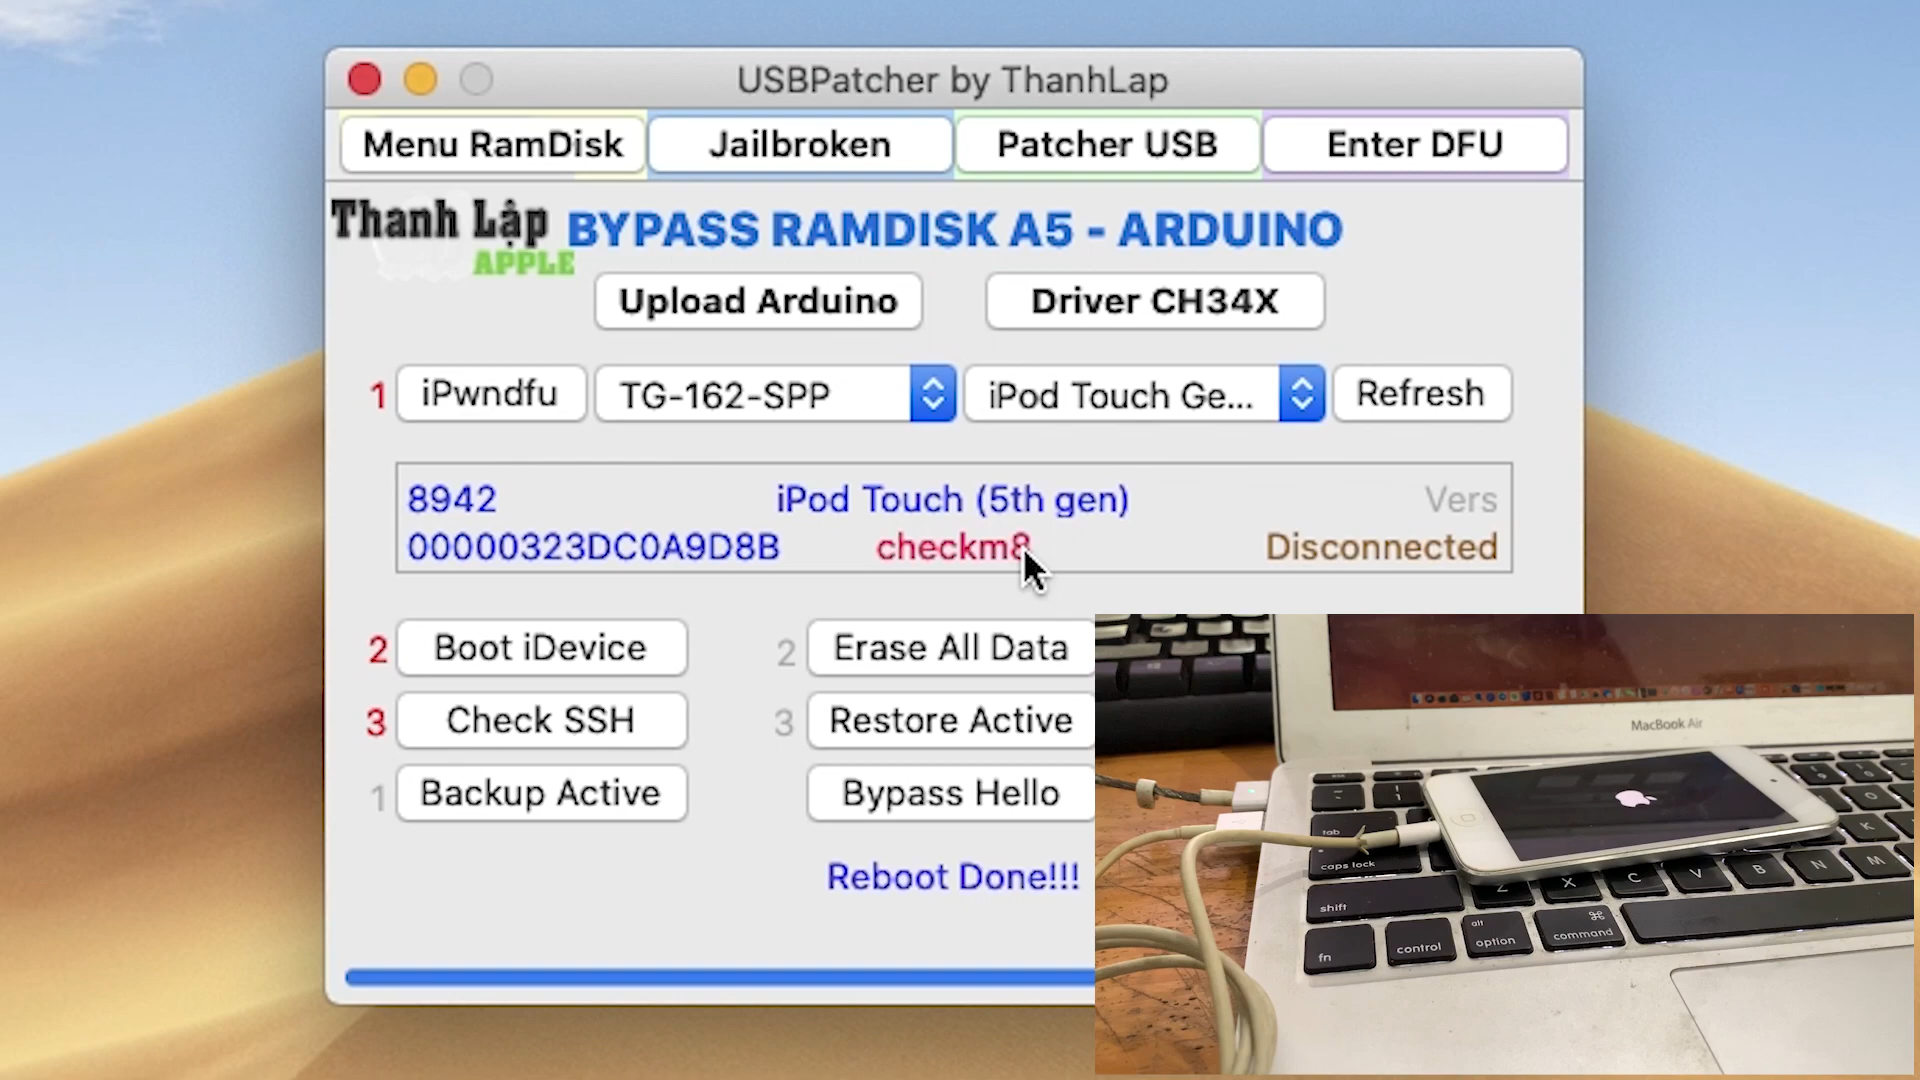 USBPatcher by ThanhLap
Menu RamDisk
Jailbroken
Patcher USB
Enter DFU
Thanh Lập
APPLE
BYPASS RAMDISK A5 - ARDUINO
Upload Arduino
Driver CH34X
1
iPwndfu
TG-162-SPP
iPod Touch Ge...
Refresh
8942
iPod Touch (5th gen)
Vers
00000323DC0A9D8B
checkm8
Disconnected
2
Boot iDevice
2
Erase All Data
3
Check SSH
3
Restore Active
1
Backup Active
Bypass Hello
Reboot Done!!!
MacBook Air
tab
caps lock
shift
Z
X
C
V
B
N
M
K
fn
control
alt
option
⌘
command